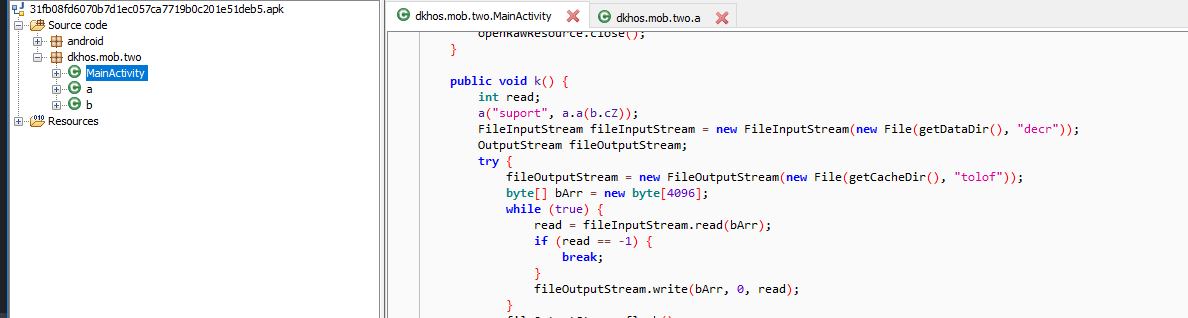 31fb08fd6070b7d1ec057ca7719b0c201e51deb5.apk
Source code
android
dkhos.mob.two
MainActivity
a
b
Resources
dkhos.mob.two.MainActivity
dkhos.mob.two.a
openRawResource.close();
}
public void k() {
int read;
a("suport", a.a(b.cZ));
FileInputStream fileInputStream = new FileInputStream(new File(getDataDir(), "decr"));
OutputStream fileOutputStream;
try {
fileOutputStream = new FileOutputStream(new File(getCacheDir(), "tolof"));
byte[] bArr = new byte[4096];
while (true) {
read = fileInputStream.read(bArr);
if (read == -1) {
break;
}
fileOutputStream.write(bArr, 0, read);
}